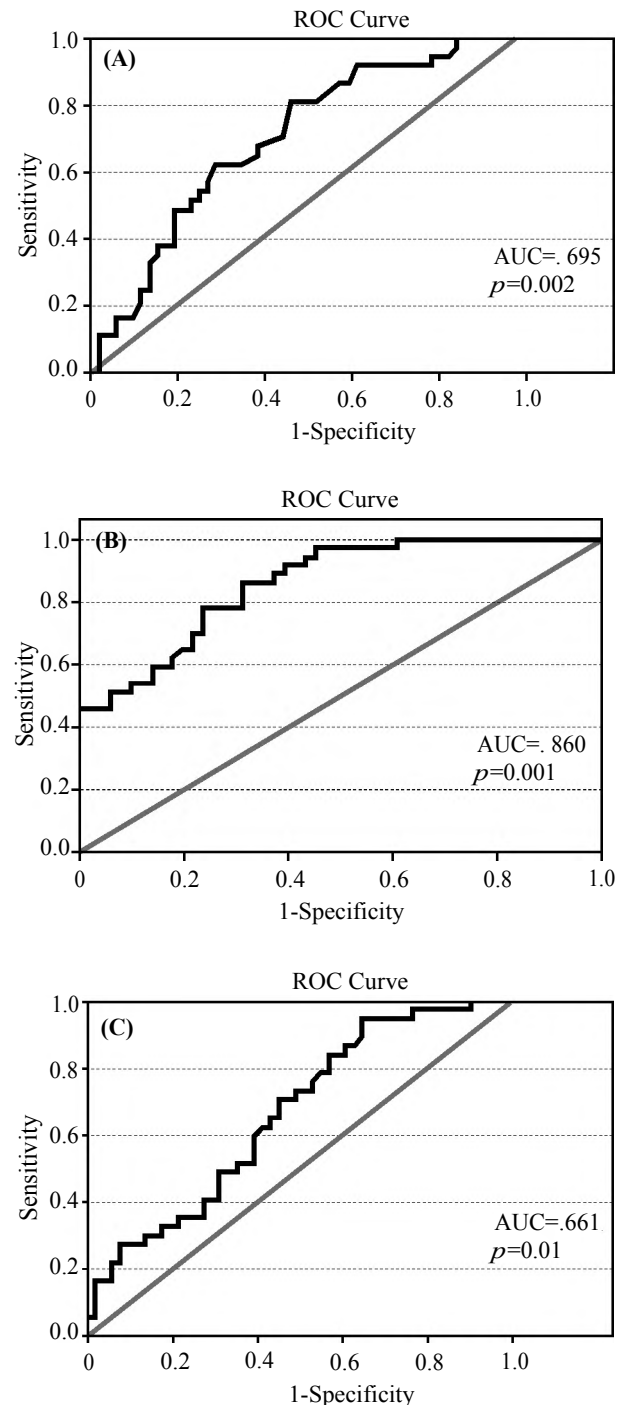 ROC Curve
(A)
1.0
0.8
0.6
0.4
0.2
0.0
Sensitivity
AUC=. 695
p=0.002
0 0.2 0.4 0.6 0.8 1.0
1-Specificity
ROC Curve
(B)
1.0
0.8
0.6
0.4
0.2
0.0
Sensitivity
AUC=. 860
p=0.001
0.2 0.4 0.6 0.8 1.0
1-Specificity
ROC Curve
(C)
1.0
0.8
0.6
0.4
0.2
0.0
Sensitivity
AUC=.661
p=0.01
0 0.2 0.4 0.6 0.8 1.0
1-Specificity